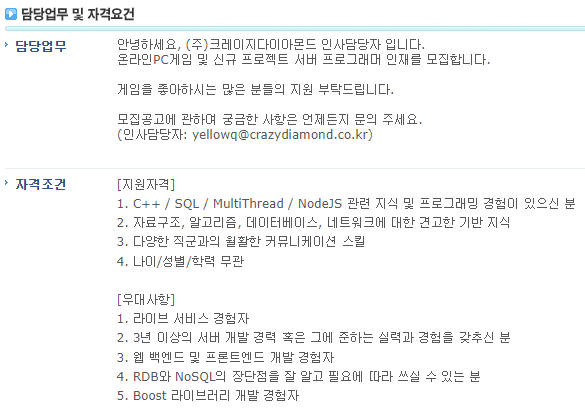 담당업무 및 자격요건
담당업무
안녕하세요, (주)크레이지다이아몬드 인사담당자 입니다.
온라인PC게임 및 신규 프로젝트 서버 프로그래머 인재를 모집합니다.
게임을 좋아하시는 많은 분들의 지원 부탁드립니다.
모집공고에 관하여 궁금한 사항은 언제든지 문의 주세요.
(인사담당자: yellowq@crazydiamond.co.kr)
자격조건
[지원자격]
1. C++ / SQL / MultiThread / NodeJS 관련 지식 및 프로그래밍 경험이 있으신 분
2. 자료구조, 알고리즘, 데이터베이스, 네트워크에 대한 견고한 기반 지식
3. 다양한 직군과의 원활한 커뮤니케이션 스킬
4. 나이/성별/학력 무관
[우대사항]
1. 라이브 서비스 경험자
2. 3년 이상의 서버 개발 경력 혹은 그에 준하는 실력과 경험을 갖추신 분
3. 웹 백엔드 및 프론트엔드 개발 경험자
4. RDB와 NoSQL의 장단점을 잘 알고 필요에 따라 쓰실 수 있는 분
5. Boost 라이브러리 개발 경험자